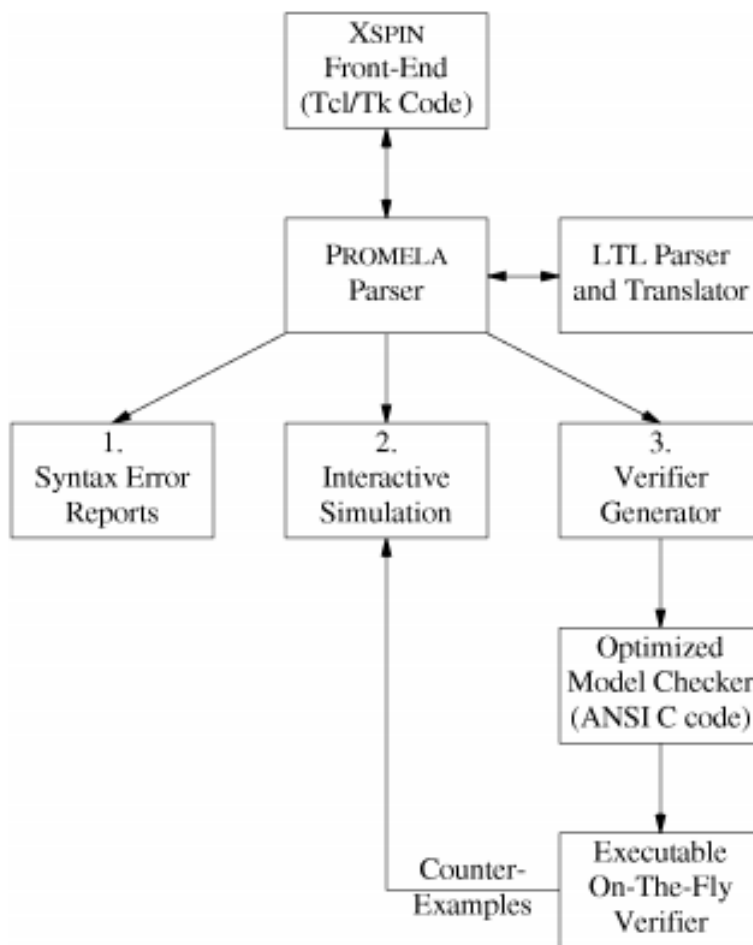 XSPIN
Front-End
(Tcl/Tk Code)
PROMELA
Parser
LTL Parser
and Translator
1.
Syntax Error
Reports
2.
Interactive
Simulation
3.
Verifier
Generator
Optimized
Model Checker
(ANSI C code)
Counter-
Examples
Executable
On-The-Fly
Verifier